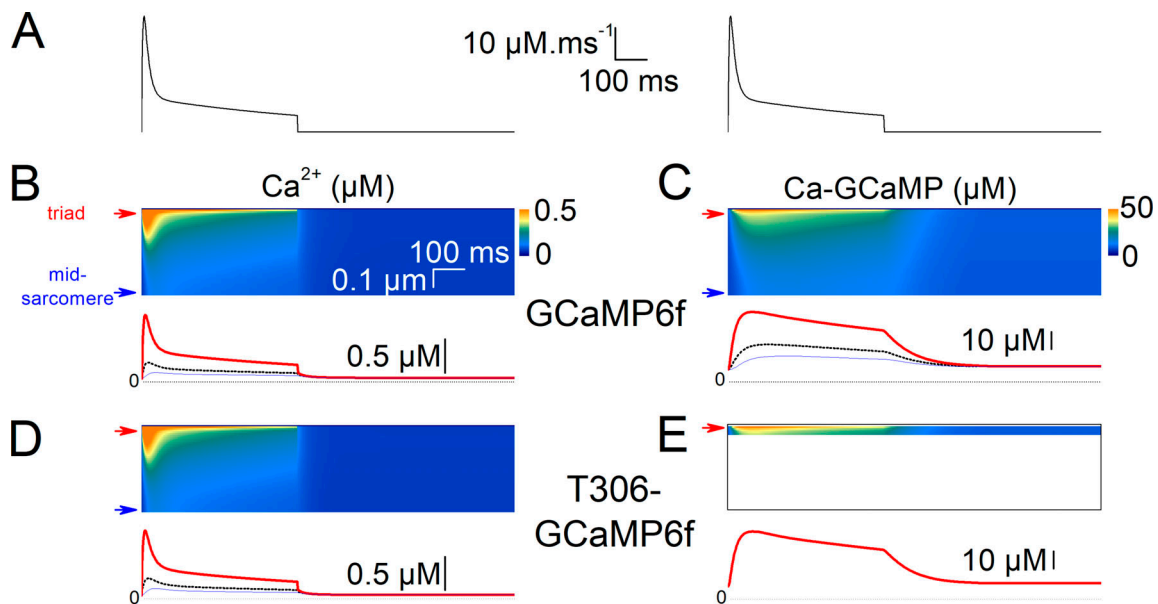 A
10 µM.ms⁻¹
100 ms
B
Ca²⁺ (µM)
triad
mid-
sarcomere
0.5
0
100 ms
0.1 µm
0.5 µM
0
C
Ca-GCaMP (µM)
50
0
GCaMP6f
10 µM
0
D
0.5 µM
0
T306-
GCaMP6f
E
10 µM
0